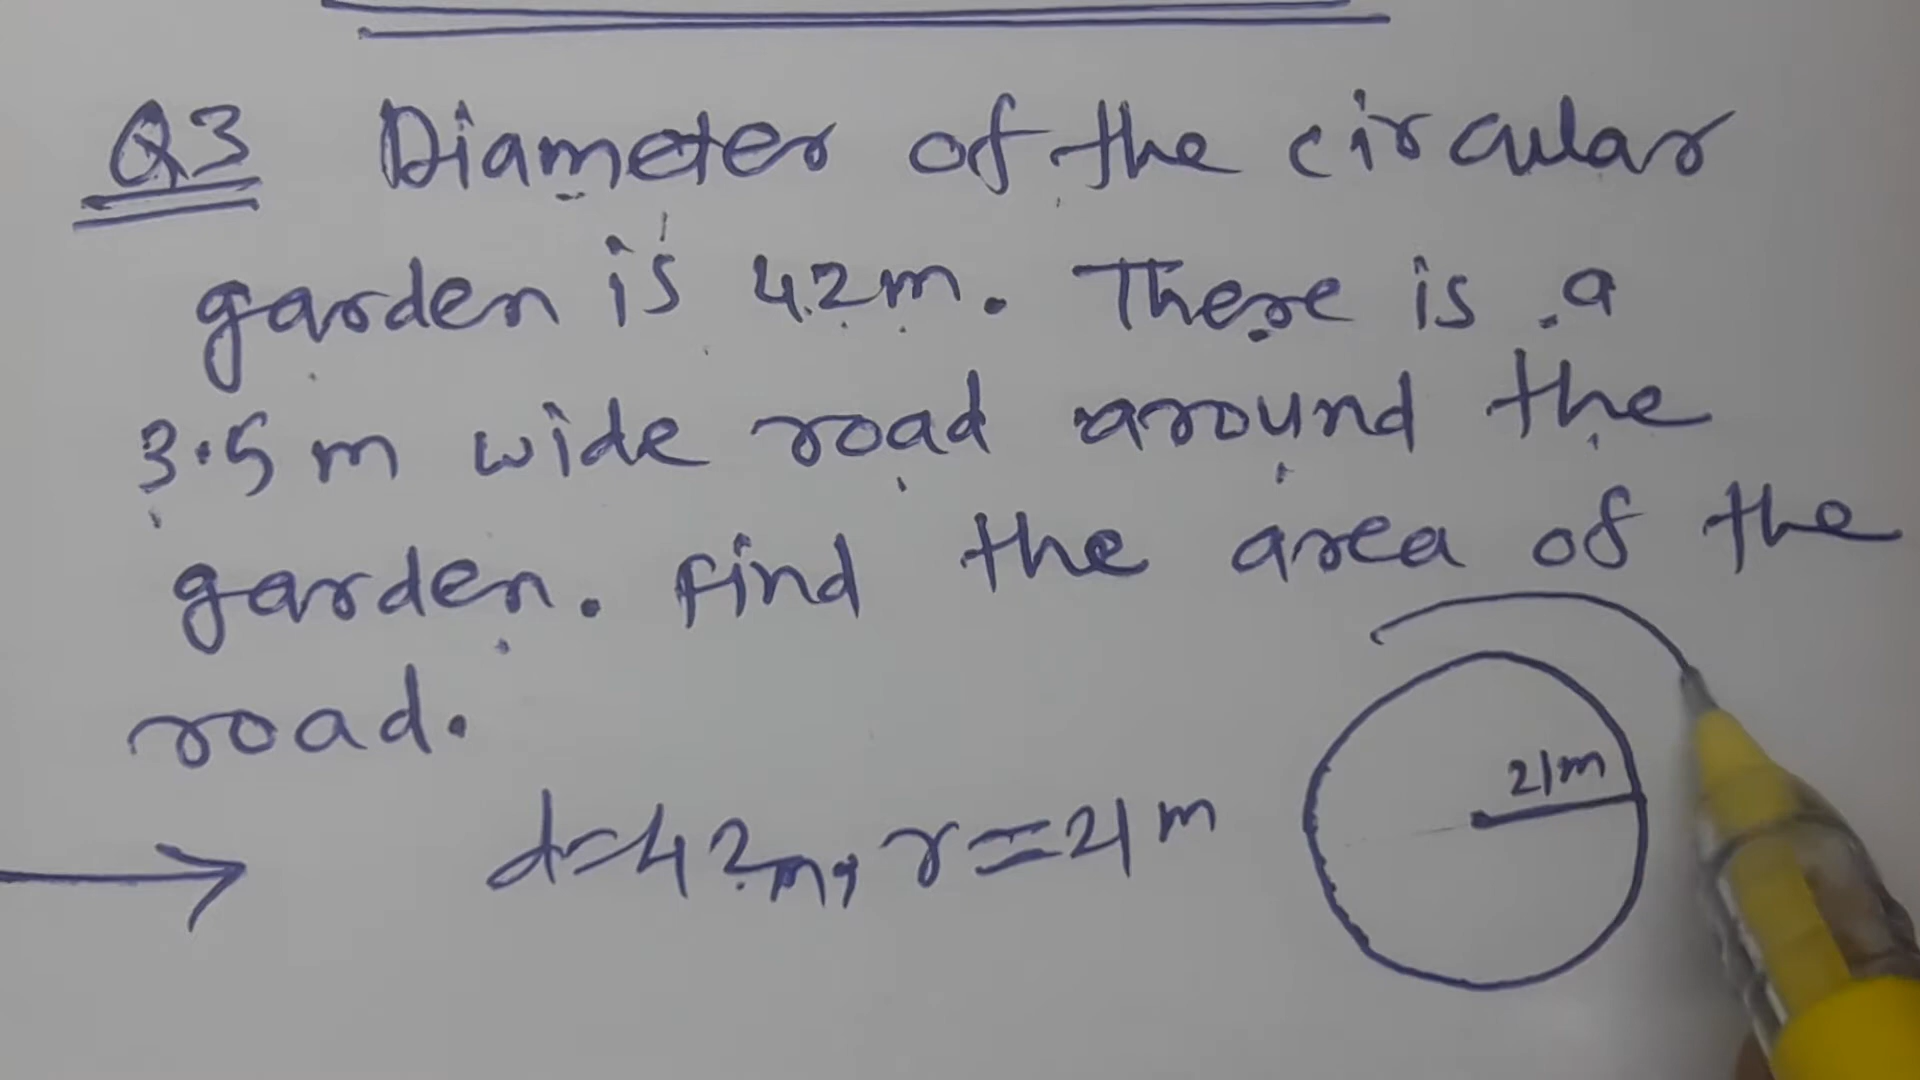 Q3 Diameter of the circular
garden is 42m. There is a
3.5 m wide road around the
garden. Find the area of the
road.
21m
d=42m, r=21m